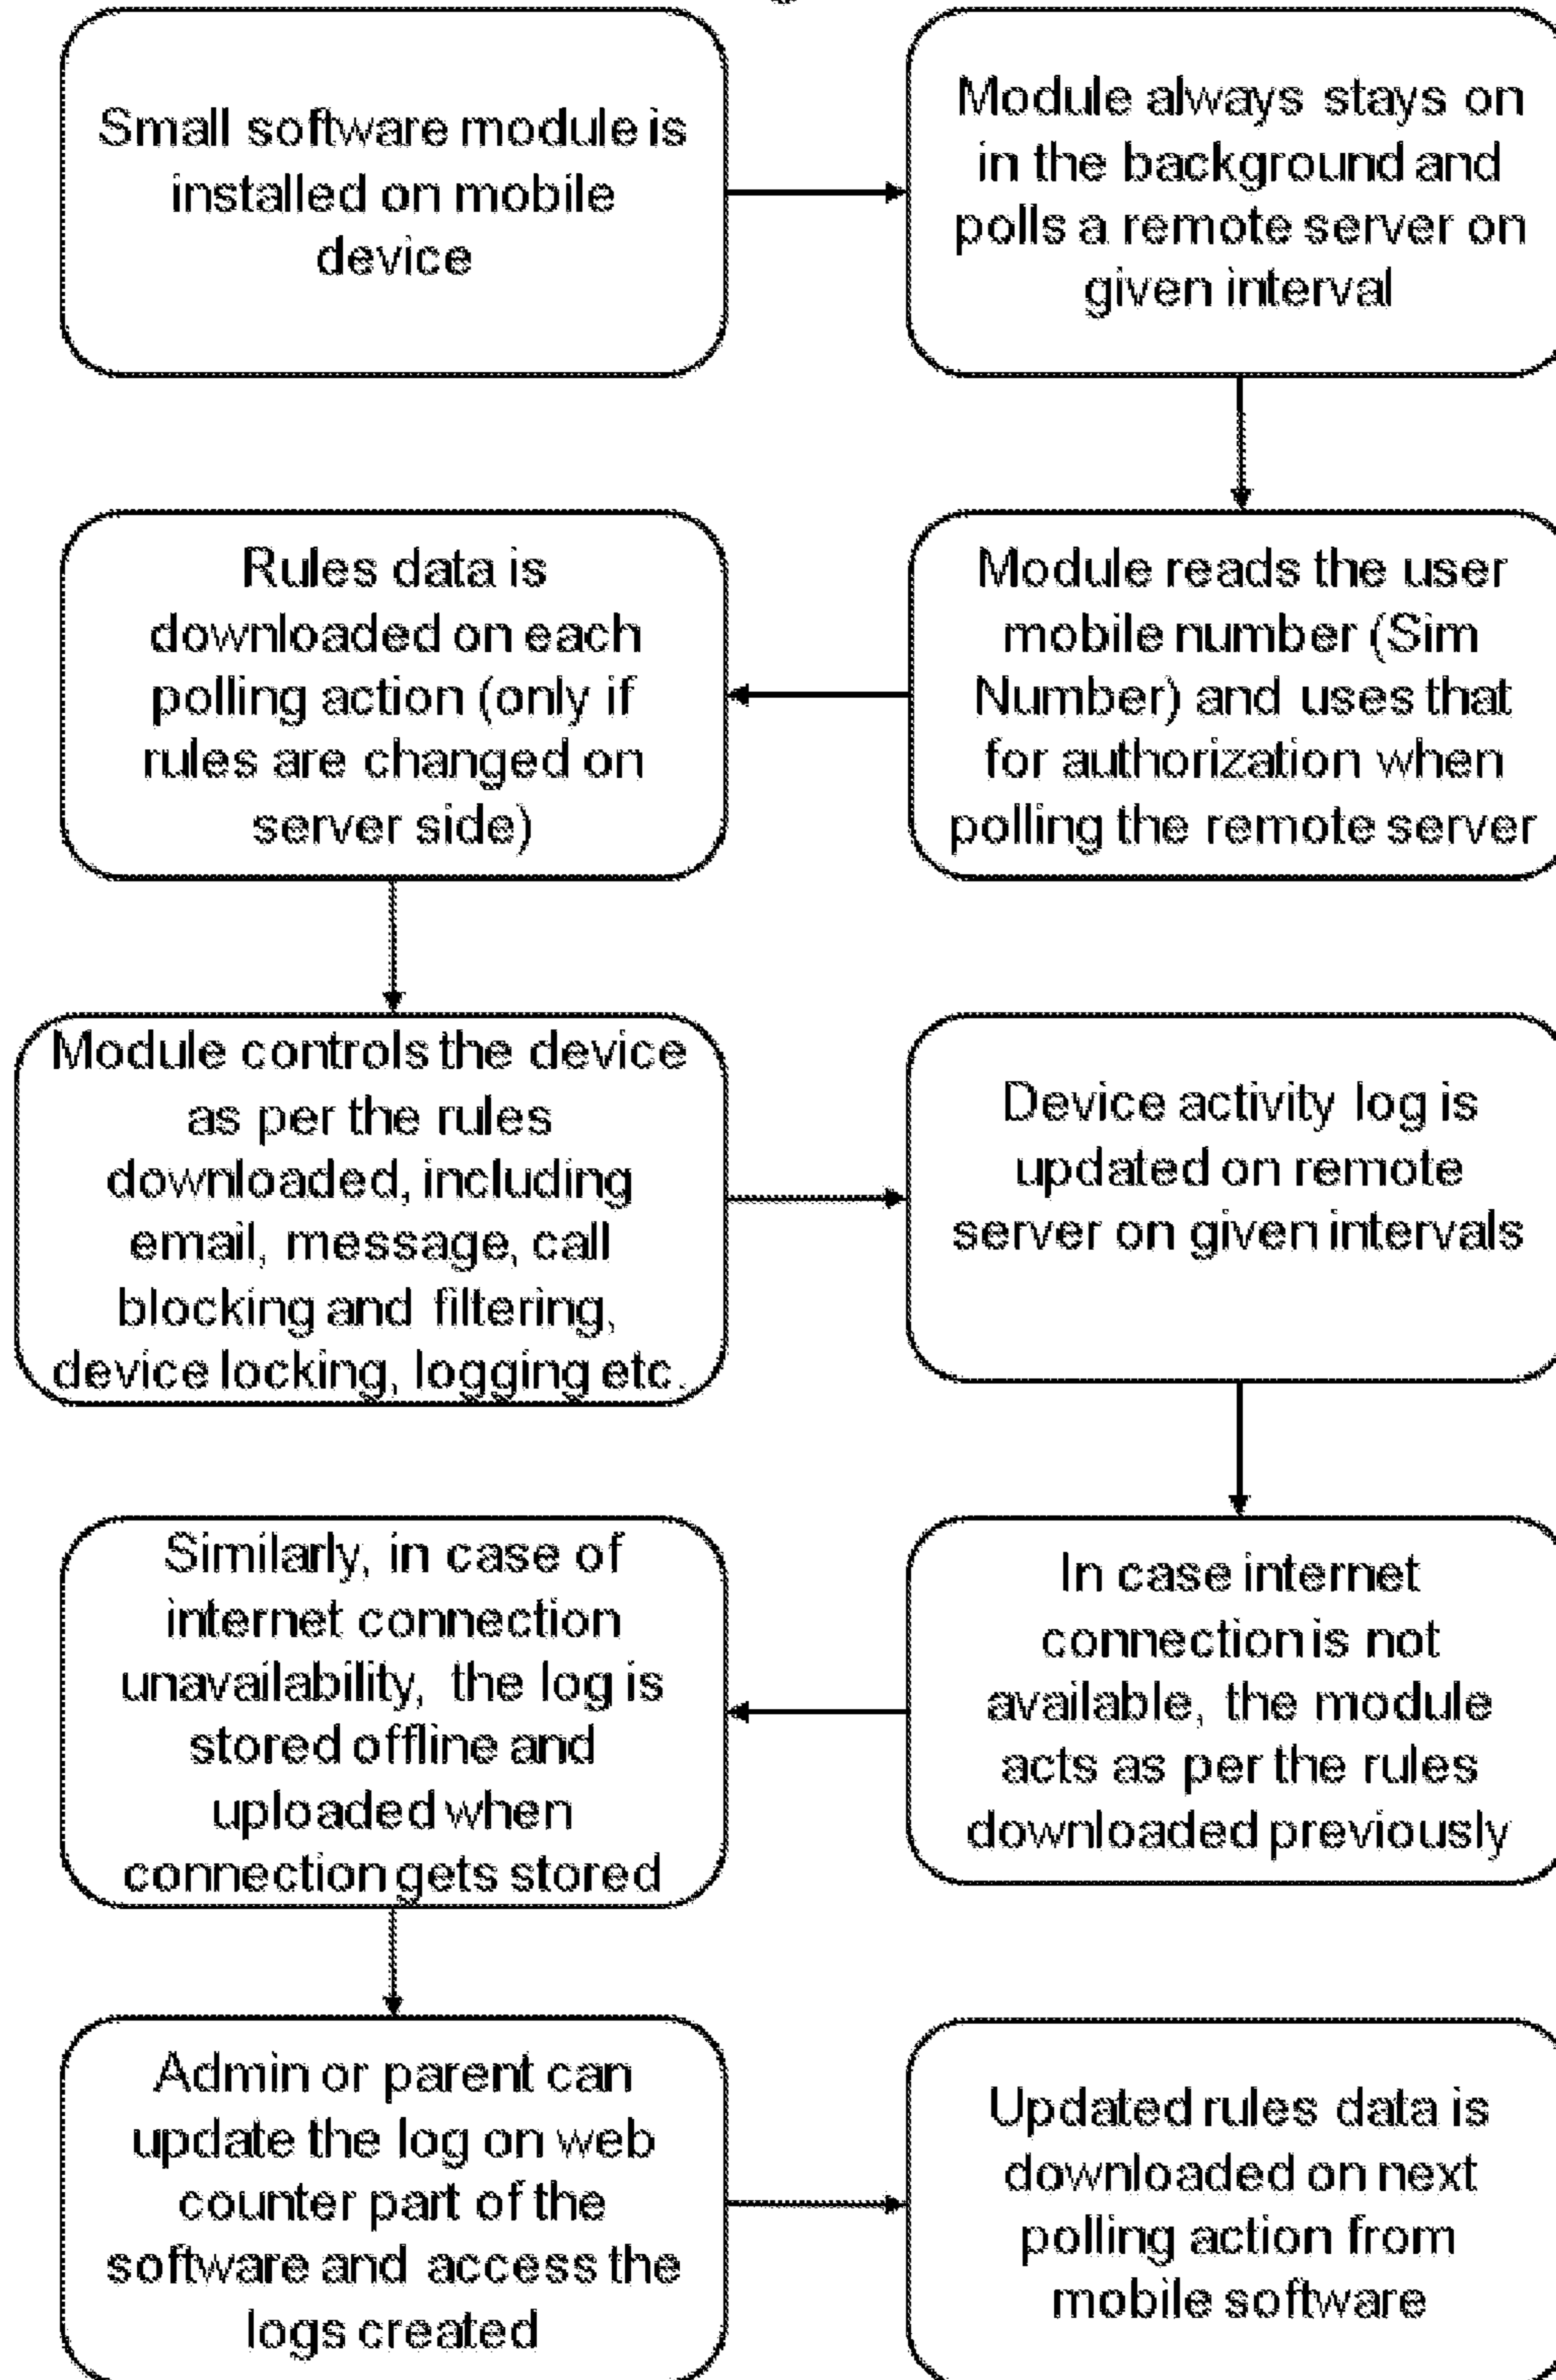 Small software module is
installed on mobile
device
Module always stays on
in the background and
polls a remote server on
given interval
Module reads the user
mobile number (Sim
Number) and uses that
for authorization when
polling the remote server
Rules data is
downloaded on each
polling action (only if
rules are changed on
server side)
Module controls the device
as per the rules
downloaded, including
email, message, call
blocking and filtering,
device locking, logging etc.
Device activity log is
updated on remote
server on given intervals
In case internet
connection is not
available, the module
acts as per the rules
downloaded previously
Similarly, in case of
internet connection
unavailability, the log is
stored offline and
uploaded when
connection gets stored
Admin or parent can
update the log on web
counter part of the
software and access the
logs created
Updated rules data is
downloaded on next
polling action from
mobile software